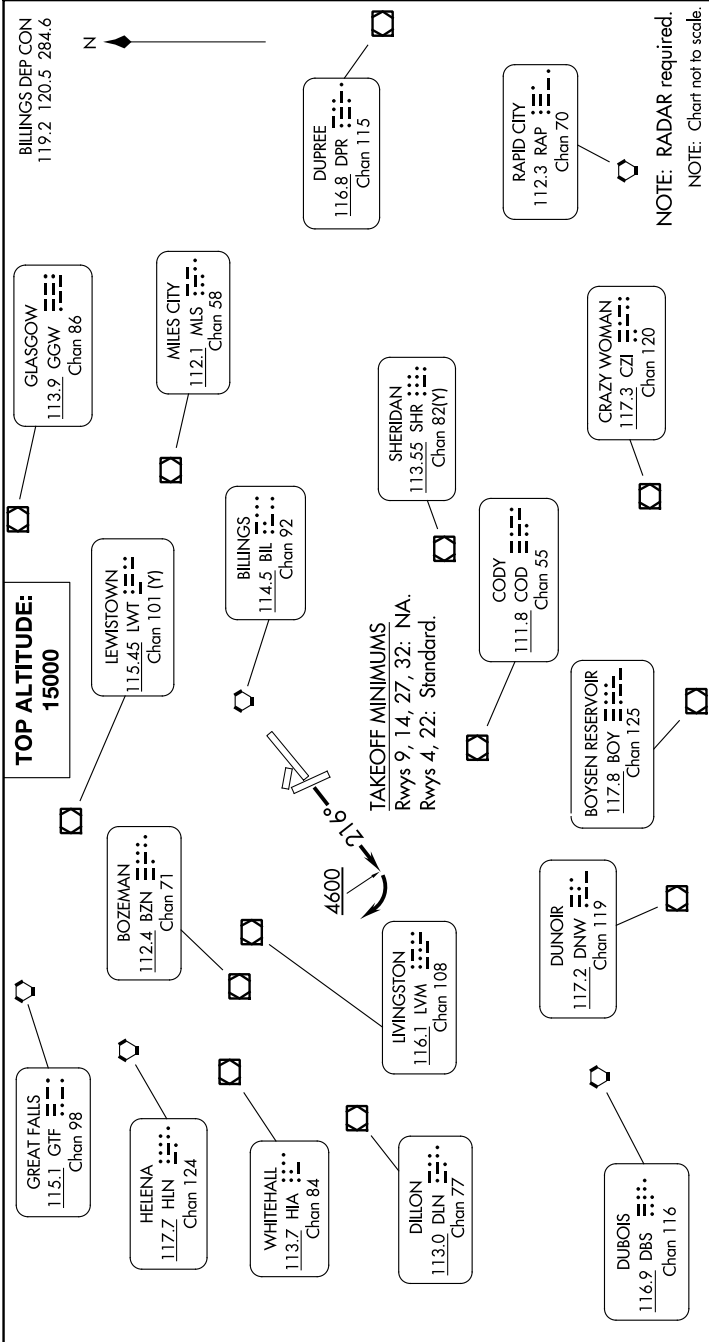 TOP ALTITUDE:
15000
BILLINGS DEP CON
119.2 120.5 284.6
N
GREAT FALLS
115.1 GTF
Chan 98
HELENA
117.7 HLN
Chan 124
WHITEHALL
113.7 HIA
Chan 84
DILLON
113.0 DLN
Chan 77
DUBOIS
116.9 DBS
Chan 116
BOZEMAN
112.4 BZN
Chan 71
LIVINGSTON
116.1 LVM
Chan 108
DUNOIR
117.2 DNW
Chan 119
LEWISTOWN
115.45 LWT
Chan 101 (Y)
BILLINGS
114.5 BIL
Chan 92
4600
216°
TAKEOFF MINIMUMS
Rwys 9, 14, 27, 32: NA.
Rwys 4, 22: Standard.
CODY
111.8 COD
Chan 55
BOYSEN RESERVOIR
117.8 BOY
Chan 125
GLASGOW
113.9 GGW
Chan 86
MILES CITY
112.1 MLS
Chan 58
SHERIDAN
113.55 SHR
Chan 82(Y)
CRAZY WOMAN
117.3 CZI
Chan 120
DUPREE
116.8 DPR
Chan 115
RAPID CITY
112.3 RAP
Chan 70
NOTE: RADAR required.
NOTE: Chart not to scale.